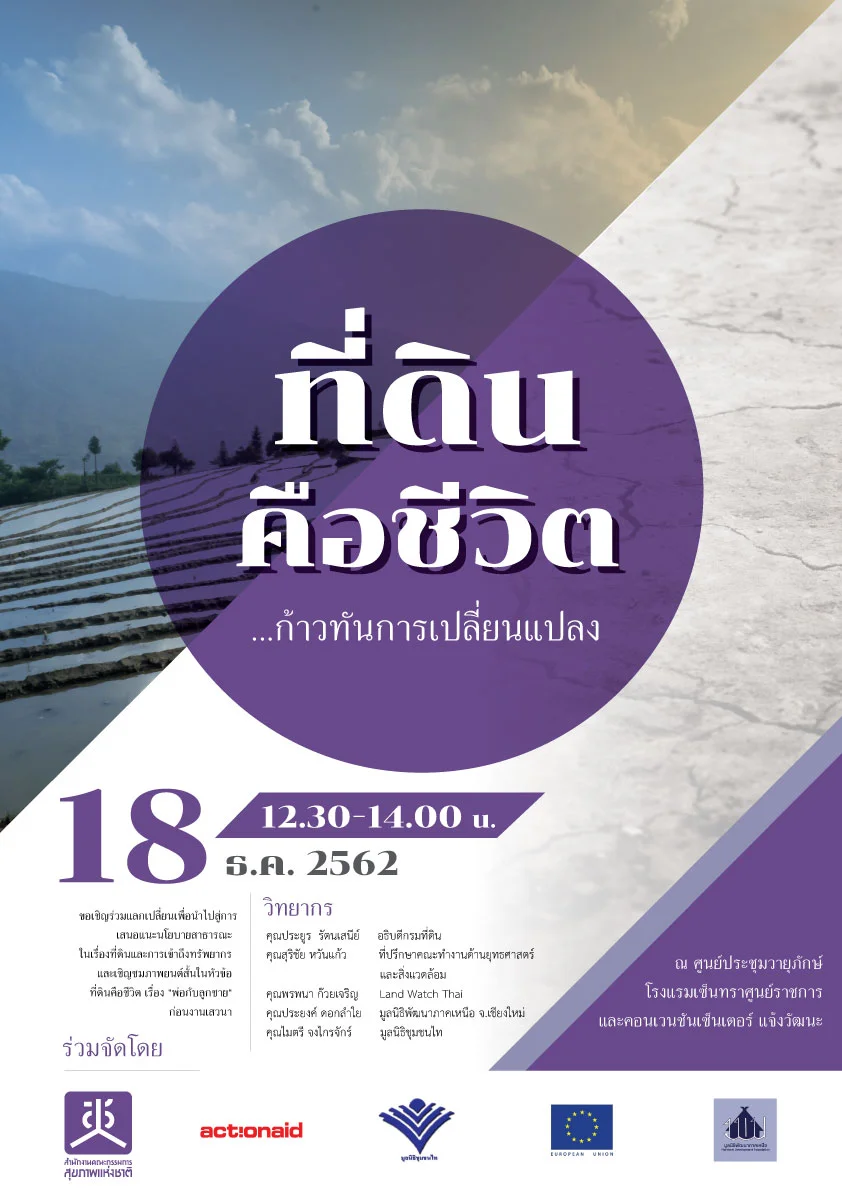 ที่ดิน
คือชีวิต
...ก้าวทันการเปลี่ยนแปลง
18
12.30-14.00 น.
ธ.ค. 2562
ขอเชิญร่วมแลกเปลี่ยนเพื่อนำไปสู่การ
เสนอแนะนโยบายสาธารณะ
ในเรื่องที่ดินและการเข้าถึงทรัพยากร
และเชิญชมภาพยนต์สั้นในหัวข้อ
ที่ดินคือชีวิต เรื่อง "พ่อกับลูกชาย"
ก่อนงานเสวนา
วิทยากร
คุณประยูร รัตนเสนีย์ อธิบดีกรมที่ดิน
คุณสุริชัย หวันแก้ว ที่ปรึกษาคณะทำงานด้านยุทธศาสตร์
และสิ่งแวดล้อม
คุณพรพนา ก๊วยเจริญ Land Watch Thai
คุณประยงค์ ดอกลำใย มูลนิธิพัฒนาภาคเหนือ จ.เชียงใหม่
คุณไมตรี จงไกรจักร์ มูลนิธิชุมชนไท
ณ ศูนย์ประชุมวายุภักษ์
โรงแรมเซ็นทราศูนย์ราชการ
และคอนเวนชันเซ็นเตอร์ แจ้งวัฒนะ
ร่วมจัดโดย
สำนักงานคณะกรรมการ
สุขภาพแห่งชาติ
act:onaid
มูลนิธิชุมชนไท
EUROPEAN UNION
มูลนิธิพัฒนาภาคเหนือ